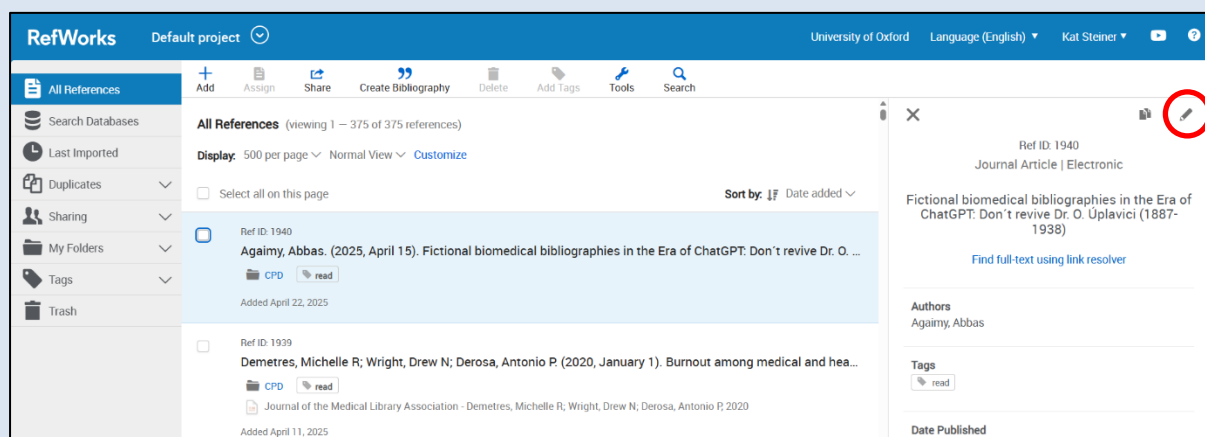 RefWorks
Default project
University of Oxford
Language (English)
Kat Steiner
?
All References
Search Databases
Last Imported
Duplicates
Sharing
My Folders
Tags
Trash
Add
Assign
Share
Create Bibliography
Delete
Add Tags
Tools
Search
All References (viewing 1 – 375 of 375 references)
Display: 500 per page Normal View Customize
Select all on this page
Sort by: Date added
Ref ID: 1940
Agaimy, Abbas. (2025, April 15). Fictional biomedical bibliographies in the Era of ChatGPT: Don´t revive Dr. O. ...
CPD read
Added April 22, 2025
Ref ID: 1939
Demetres, Michelle R; Wright, Drew N; Derosa, Antonio P. (2020, January 1). Burnout among medical and hea...
CPD read
Journal of the Medical Library Association - Demetres, Michelle R; Wright, Drew N; Derosa, Antonio P, 2020
Added April 11, 2025
Ref ID: 1940
Journal Article | Electronic
Fictional biomedical bibliographies in the Era of
ChatGPT: Don´t revive Dr. O. Úplavici (1887-
1938)
Find full-text using link resolver
Authors
Agaimy, Abbas
Tags
read
Date Published